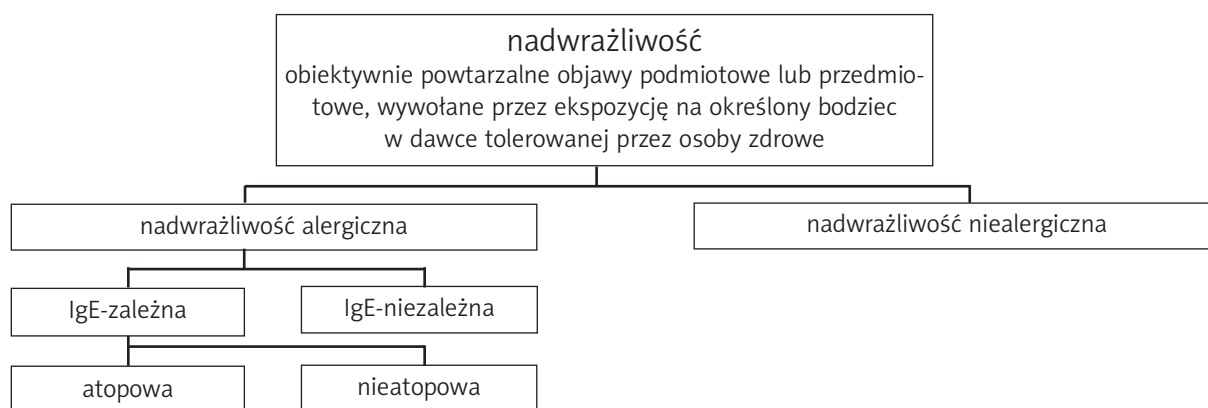 nadwrażliwość
obiektywnie powtarzalne objawy podmiotowe lub przedmio-
towe, wywołane przez ekspozycję na określony bodziec
w dawce tolerowanej przez osoby zdrowe
nadwrażliwość alergiczna
nadwrażliwość niealergiczna
IgE-zależna
IgE-niezależna
atopowa
nieatopowa